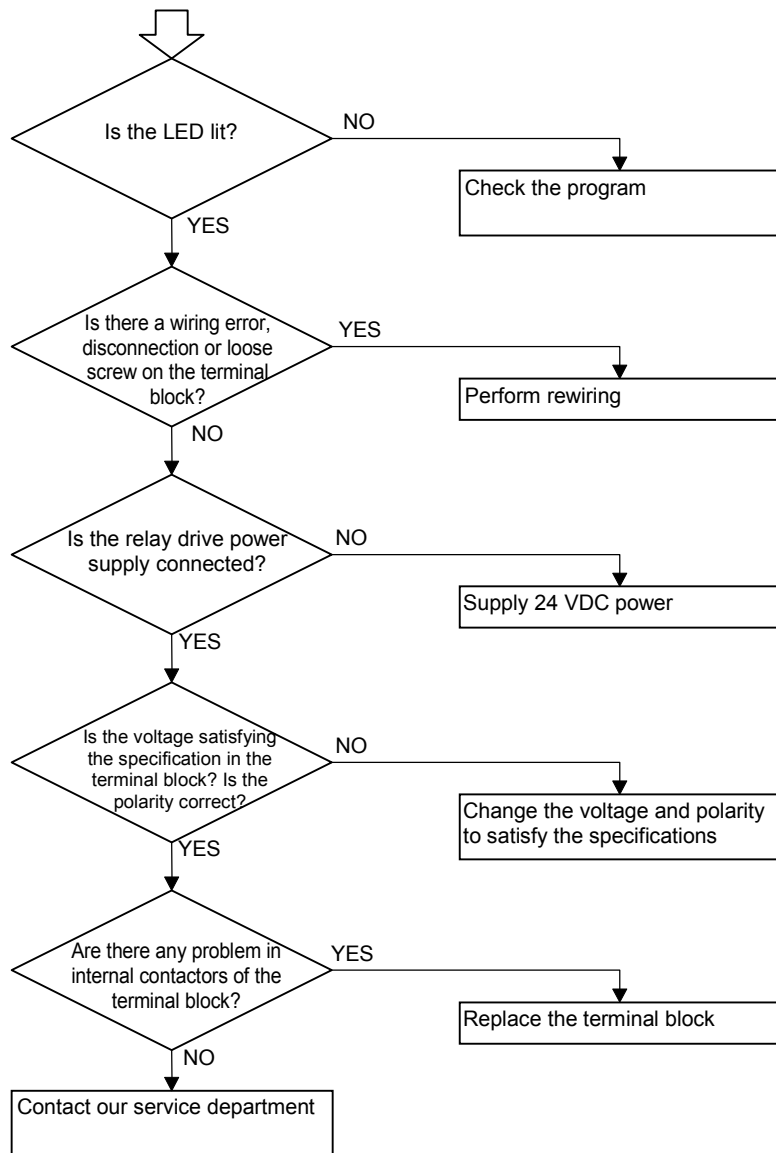 Is the LED lit?
NO
Check the program
YES
Is there a wiring error,
disconnection or loose
screw on the terminal
block?
YES
Perform rewiring
NO
Is the relay drive power
supply connected?
NO
Supply 24 VDC power
YES
Is the voltage satisfying
the specification in the
terminal block? Is the
polarity correct?
NO
Change the voltage and polarity
to satisfy the specifications
YES
Are there any problem in
internal contactors of the
terminal block?
YES
Replace the terminal block
NO
Contact our service department